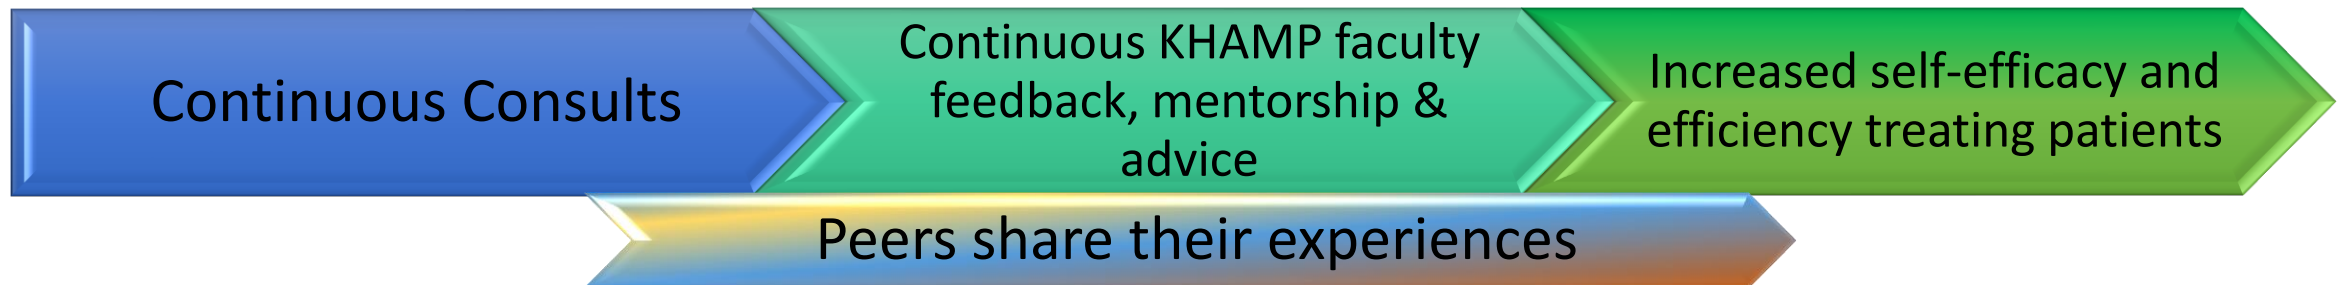 Continuous Consults
Continuous KHAMP faculty
feedback, mentorship &
advice
Increased self-efficacy and
efficiency treating patients
Peers share their experiences